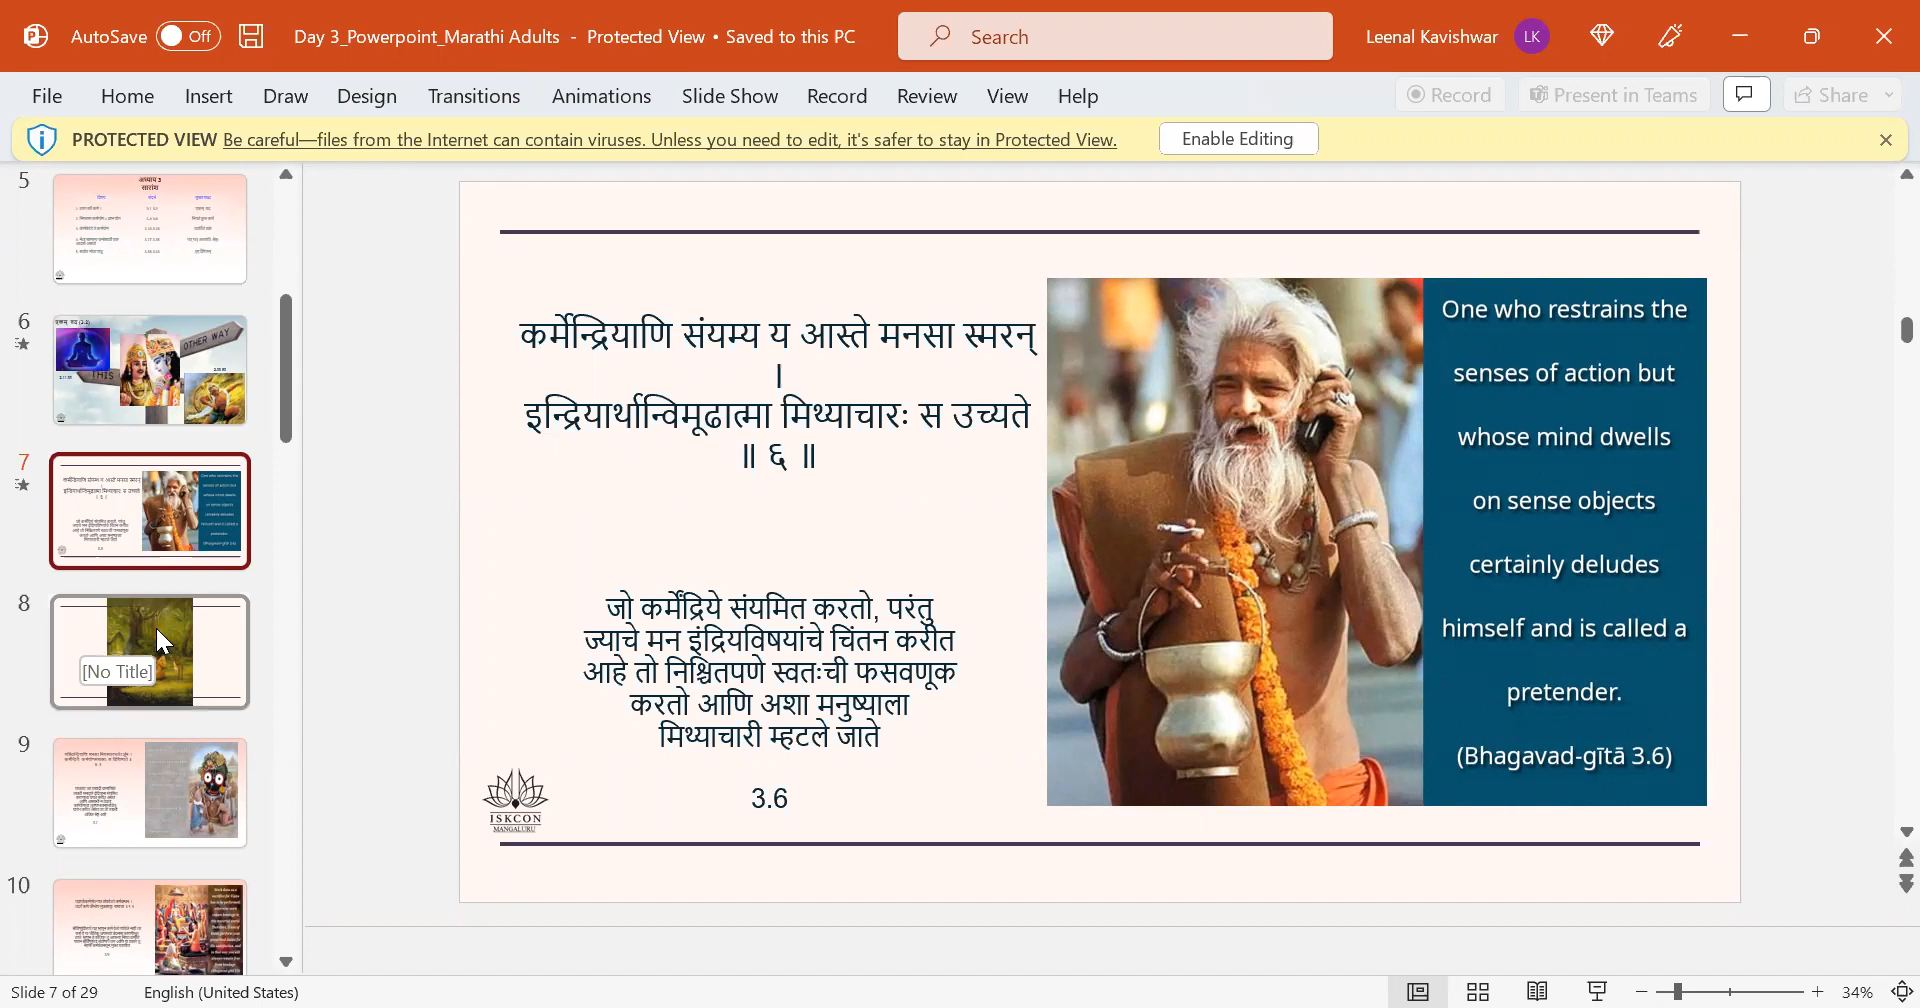 AutoSave Off Day 3_Powerpoint_Marathi Adults - Protected View • Saved to this PC Search Leenal Kavishwar LK
File Home Insert Draw Design Transitions Animations Slide Show Record Review View Help Record Present in Teams Share
PROTECTED VIEW Be careful—files from the Internet can contain viruses. Unless you need to edit, it's safer to stay in Protected View. Enable Editing
5
अध्याय 3
सारांश
6
OTHER WAY
THIS
7
8
[No Title]
9
10
कर्मेन्द्रियाणि संयम्य य आस्ते मनसा स्मरन्
।
इन्द्रियार्थान्विमूढात्मा मिथ्याचारः स उच्यते
॥ ६ ॥
जो कर्मेंद्रिये संयमित करतो, परंतु
ज्याचे मन इंद्रियविषयांचे चिंतन करीत
आहे तो निश्चितपणे स्वतःची फसवणूक
करतो आणि अशा मनुष्याला
मिथ्याचारी म्हटले जाते
3.6
ISKCON
MANGALURU
One who restrains the
senses of action but
whose mind dwells
on sense objects
certainly deludes
himself and is called a
pretender.
(Bhagavad-gītā 3.6)
Slide 7 of 29 English (United States) 34%